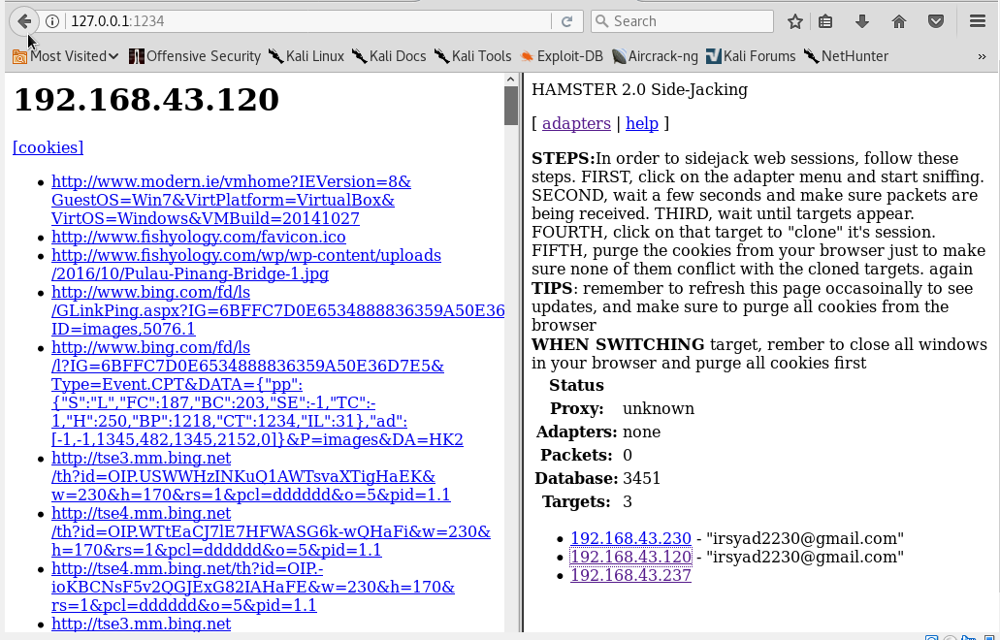 127.0.0.1:1234
Search
Most Visited
Offensive Security
Kali Linux
Kali Docs
Kali Tools
Exploit-DB
Aircrack-ng
Kali Forums
NetHunter
»
192.168.43.120
[cookies]
http://www.modern.ie/vmhome?IEVersion=8&
GuestOS=Win7&VirtPlatform=VirtualBox&
VirtOS=Windows&VMBuild=20141027
http://www.fishyology.com/favicon.ico
http://www.fishyology.com/wp/wp-content/uploads
/2016/10/Pulau-Pinang-Bridge-1.jpg
http://www.bing.com/fd/ls
/GLinkPing.aspx?IG=6BFFC7D0E6534888836359A50E36
ID=images,5076.1
http://www.bing.com/fd/ls
/l?IG=6BFFC7D0E6534888836359A50E36D7E5&
Type=Event.CPT&DATA={"pp":
{"S":"L","FC":187,"BC":203,"SE":-1,"TC":-
1,"H":250,"BP":1218,"CT":1234,"IL":31},"ad":
[-1,-1,1345,482,1345,2152,0]}&P=images&DA=HK2
http://tse3.mm.bing.net
/th?id=OIP.USWWHzINKuQ1AWTsvaXTigHaEK&
w=230&h=170&rs=1&pcl=dddddd&o=5&pid=1.1
http://tse4.mm.bing.net
/th?id=OIP.WTtEaCJ7lE7HFWASG6k-wQHaFi&w=230&
h=170&rs=1&pcl=dddddd&o=5&pid=1.1
http://tse4.mm.bing.net/th?id=OIP.-
ioKBCNsF5v2QGJExG82IAHaFE&w=230&h=170&
rs=1&pcl=dddddd&o=5&pid=1.1
http://tse3.mm.bing.net
HAMSTER 2.0 Side-Jacking
[ adapters | help ]
STEPS:In order to sidejack web sessions, follow these
steps. FIRST, click on the adapter menu and start sniffing.
SECOND, wait a few seconds and make sure packets are
being received. THIRD, wait until targets appear.
FOURTH, click on that target to "clone" it's session.
FIFTH, purge the cookies from your browser just to make
sure none of them conflict with the cloned targets. again
TIPS: remember to refresh this page occasoinally to see
updates, and make sure to purge all cookies from the
browser
WHEN SWITCHING target, rember to close all windows
in your browser and purge all cookies first
Status
Proxy: unknown
Adapters: none
Packets: 0
Database: 3451
Targets: 3
192.168.43.230 - "irsyad2230@gmail.com"
192.168.43.120 - "irsyad2230@gmail.com"
192.168.43.237